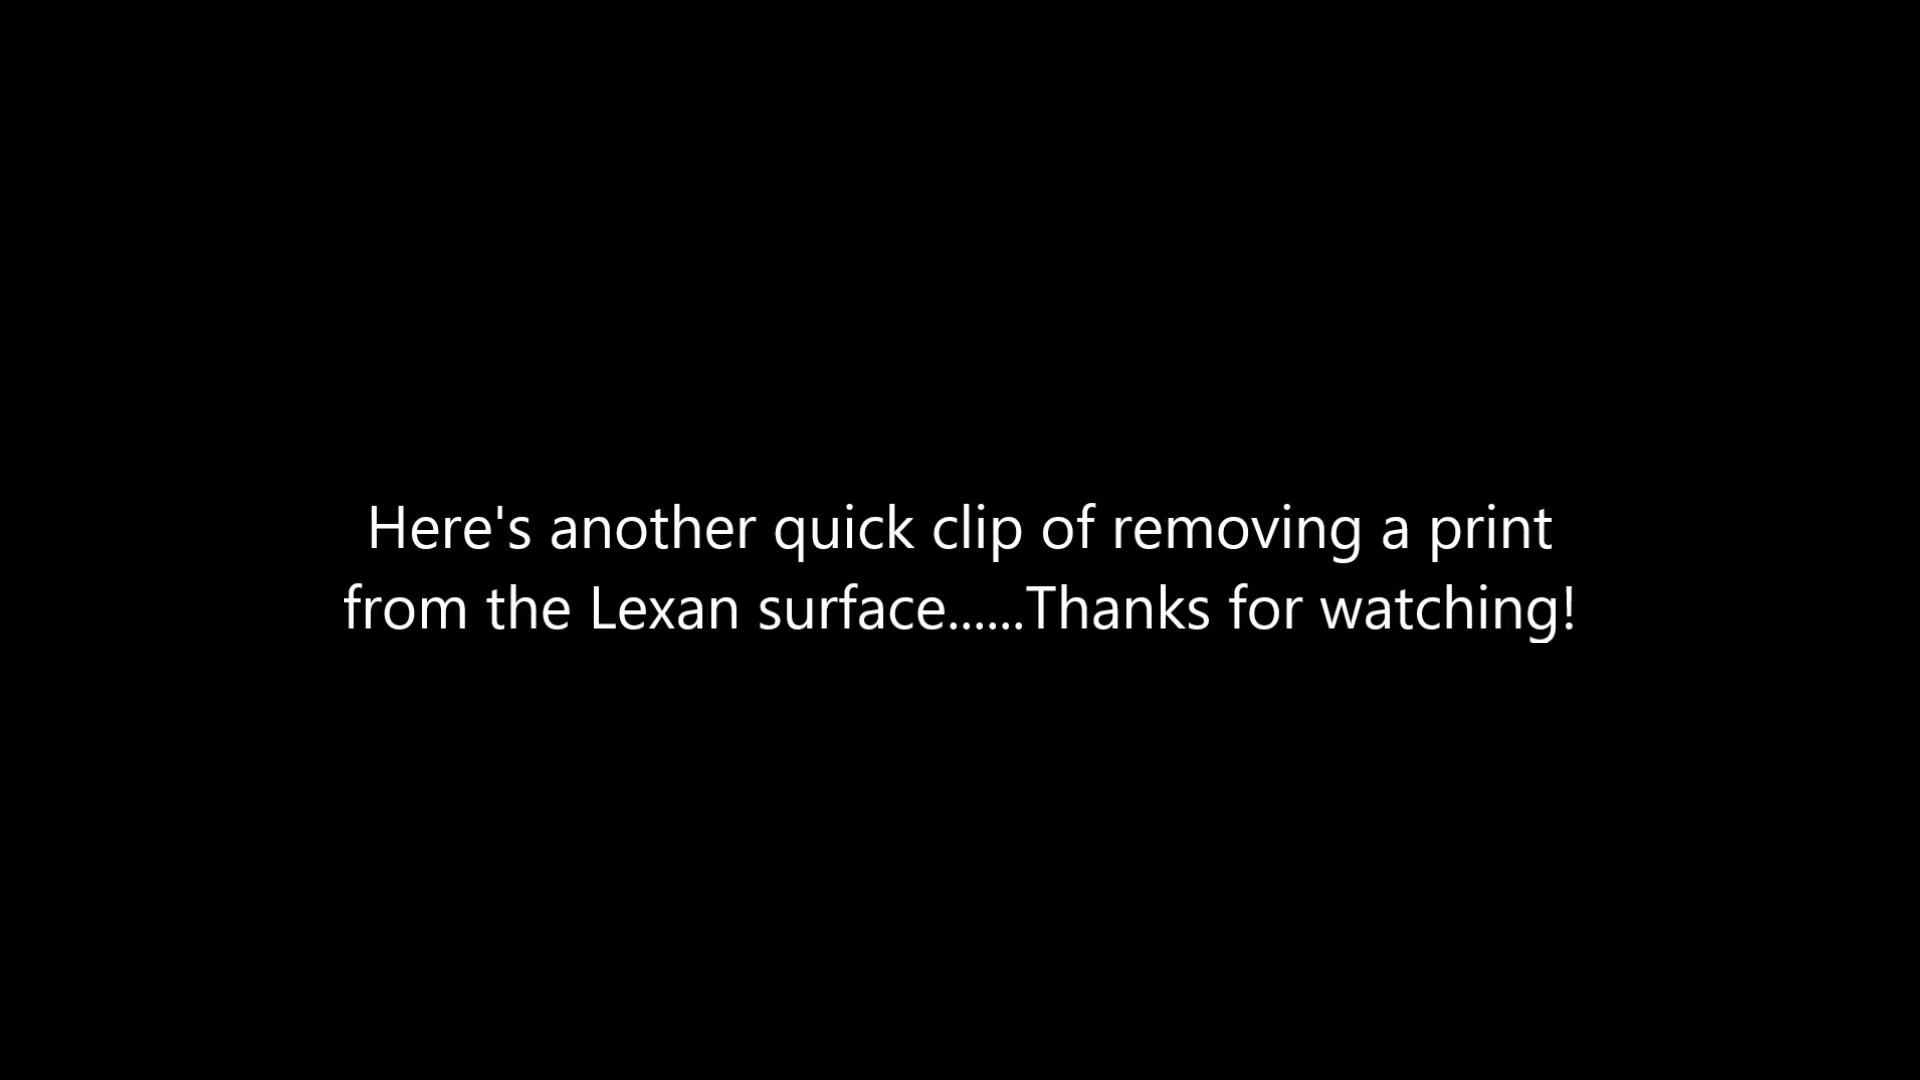 Here's another quick clip of removing a print
from the Lexan surface......Thanks for watching!